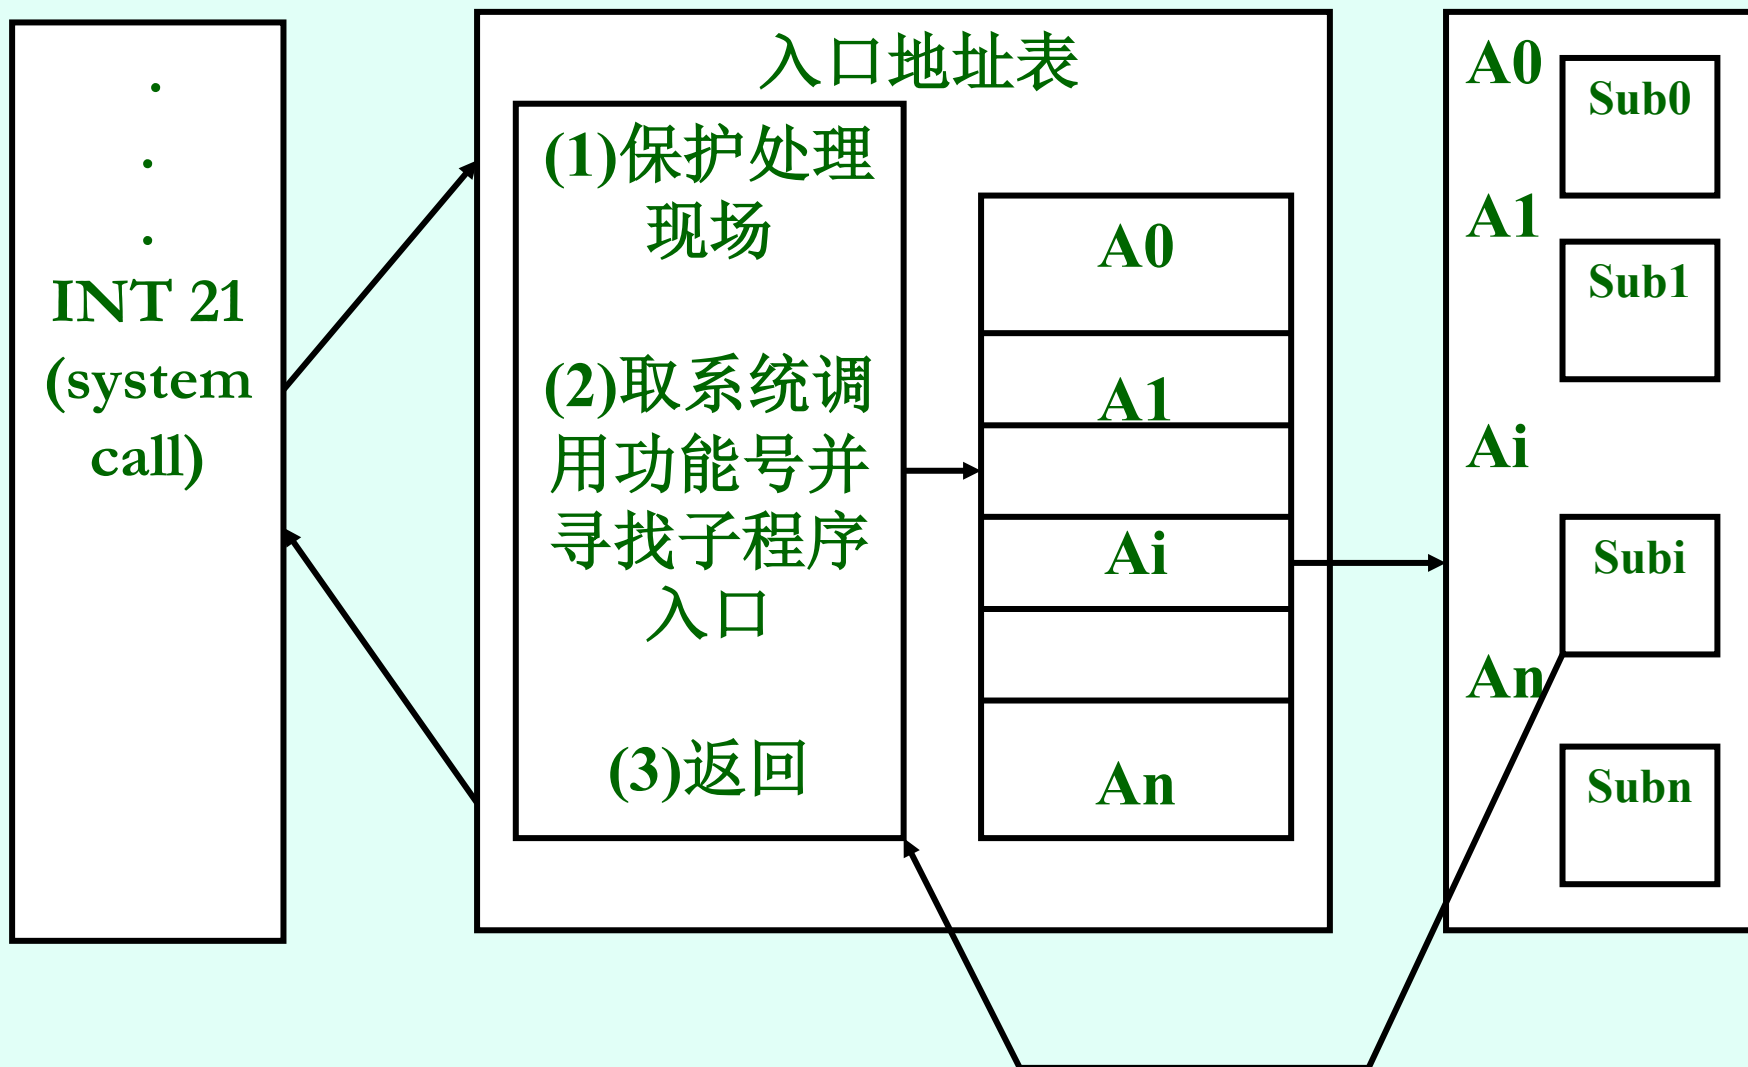 .
.
.
INT 21
(system
call)
入口地址表
(1)保护处理
现场
(2)取系统调
用功能号并
寻找子程序
入口
(3)返回
A0
A1
Ai
An
A0
Sub0
A1
Sub1
Ai
Subi
An
Subn